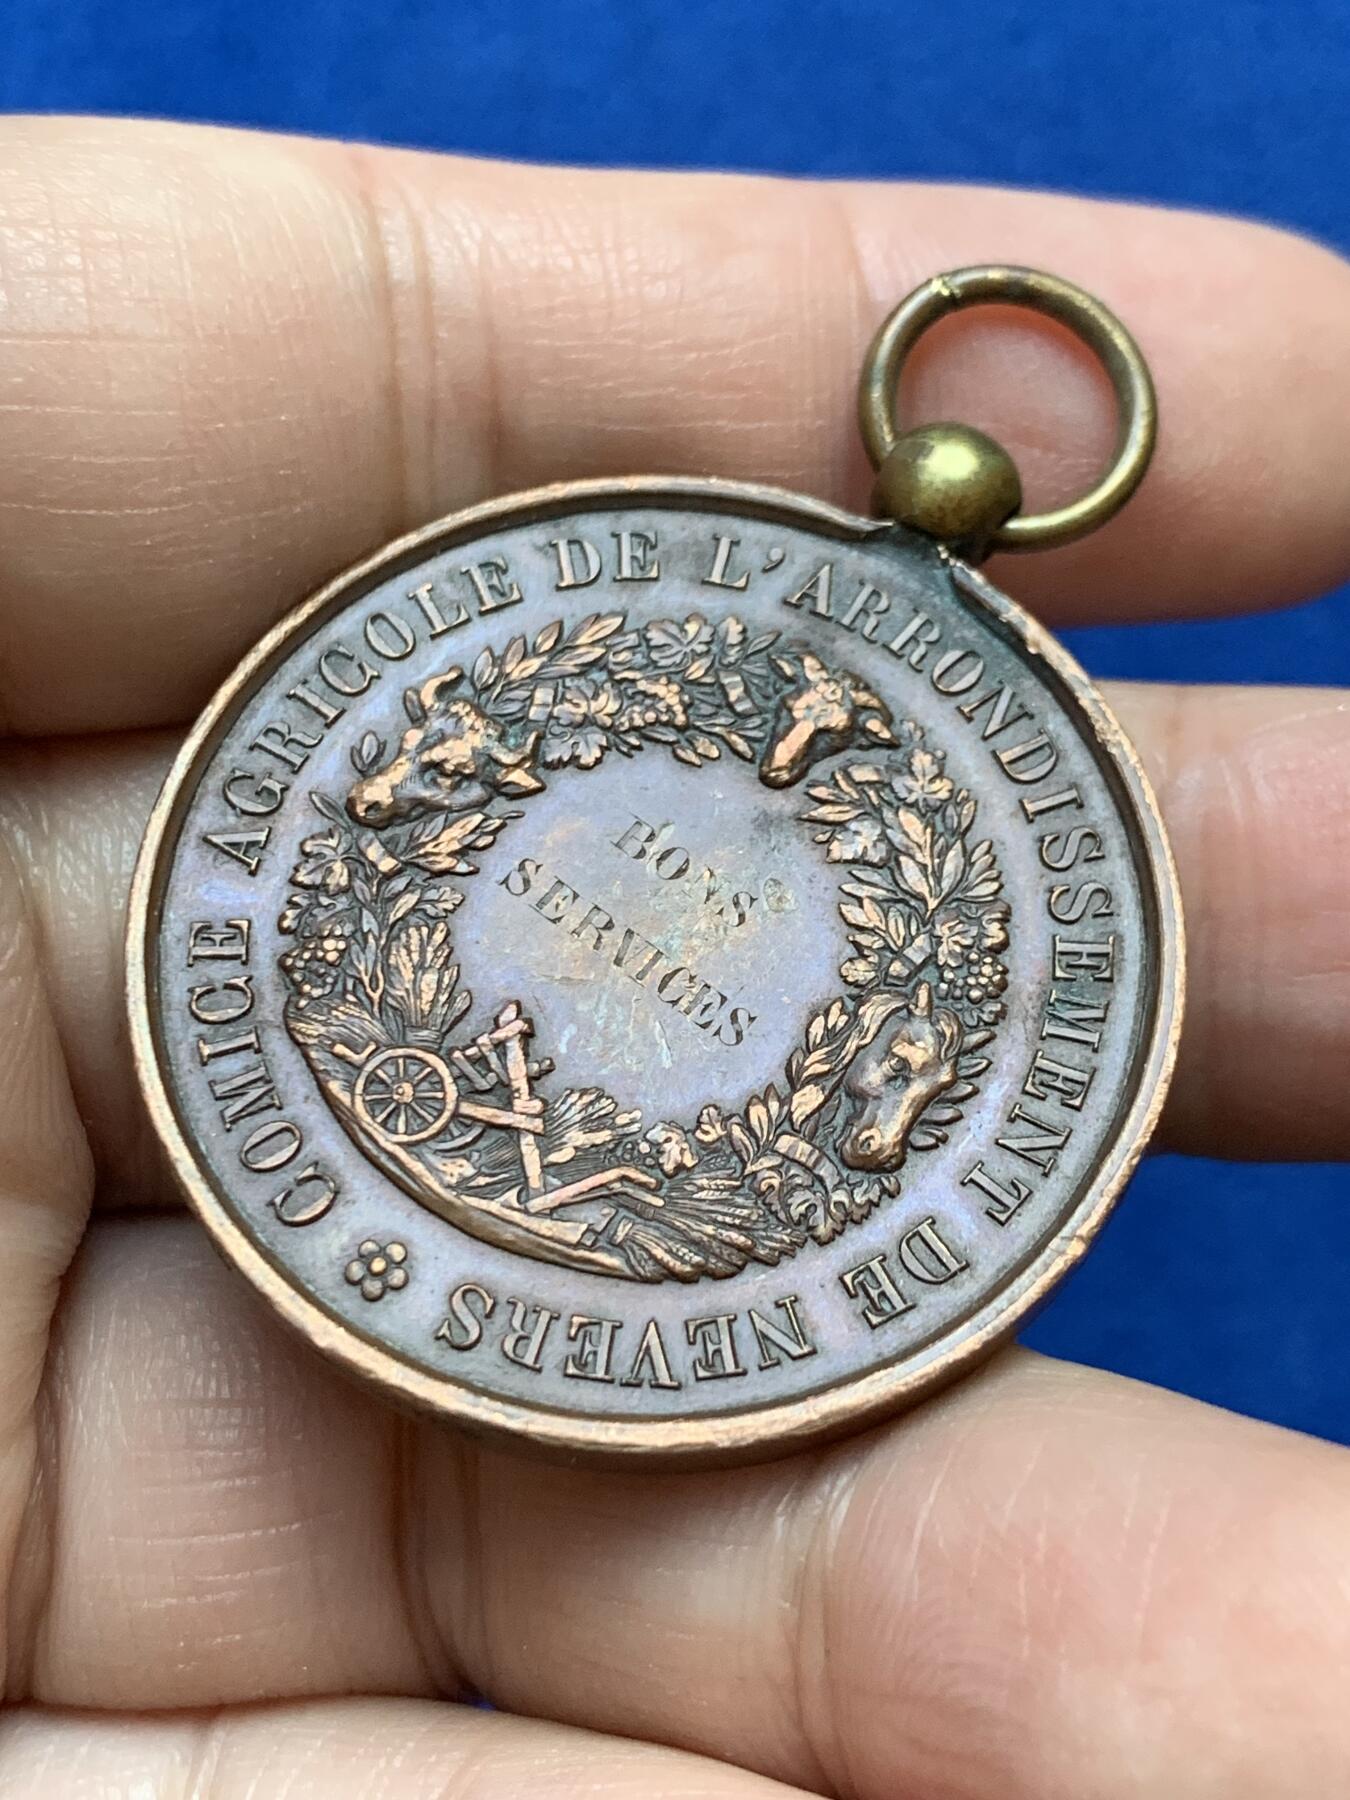 COMICE AGRICOLE DE L'ARRONDISSEMENT DE NEVERS
BONS
SERVICES